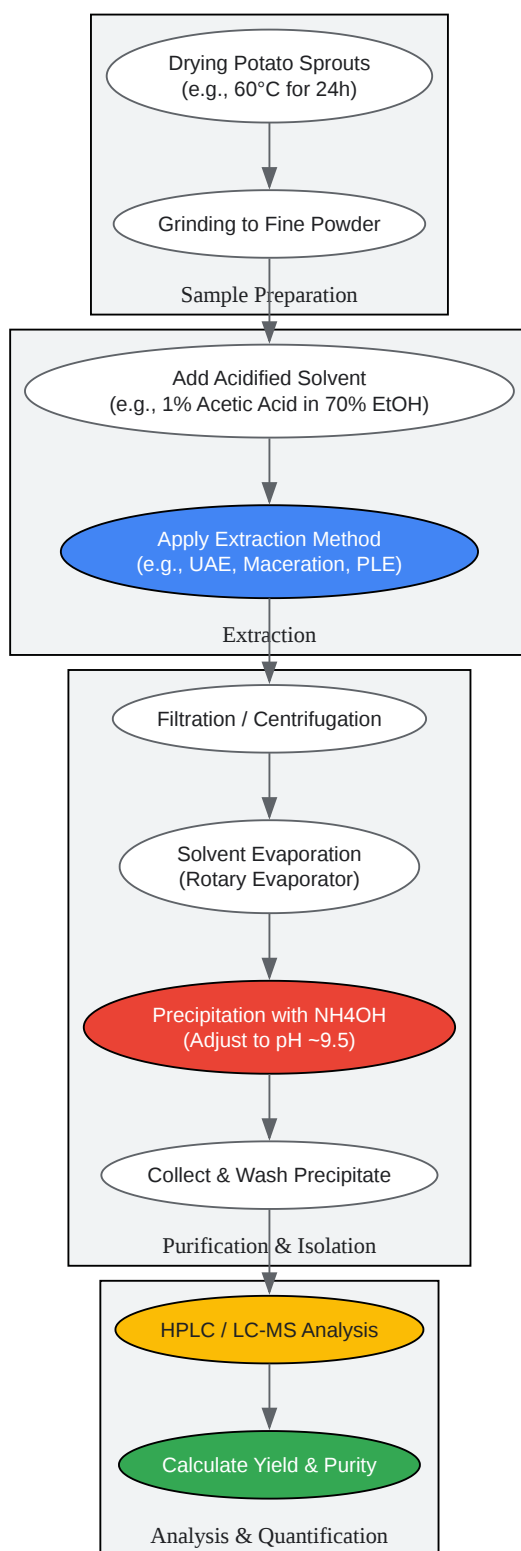 Drying Potato Sprouts
(e.g., 60°C for 24h)
Grinding to Fine Powder
Sample Preparation
Add Acidified Solvent
(e.g., 1% Acetic Acid in 70% EtOH)
Apply Extraction Method
(e.g., UAE, Maceration, PLE)
Extraction
Filtration / Centrifugation
Solvent Evaporation
(Rotary Evaporator)
Precipitation with NH4OH
(Adjust to pH ~9.5)
Collect & Wash Precipitate
Purification & Isolation
HPLC / LC-MS Analysis
Calculate Yield & Purity
Analysis & Quantification